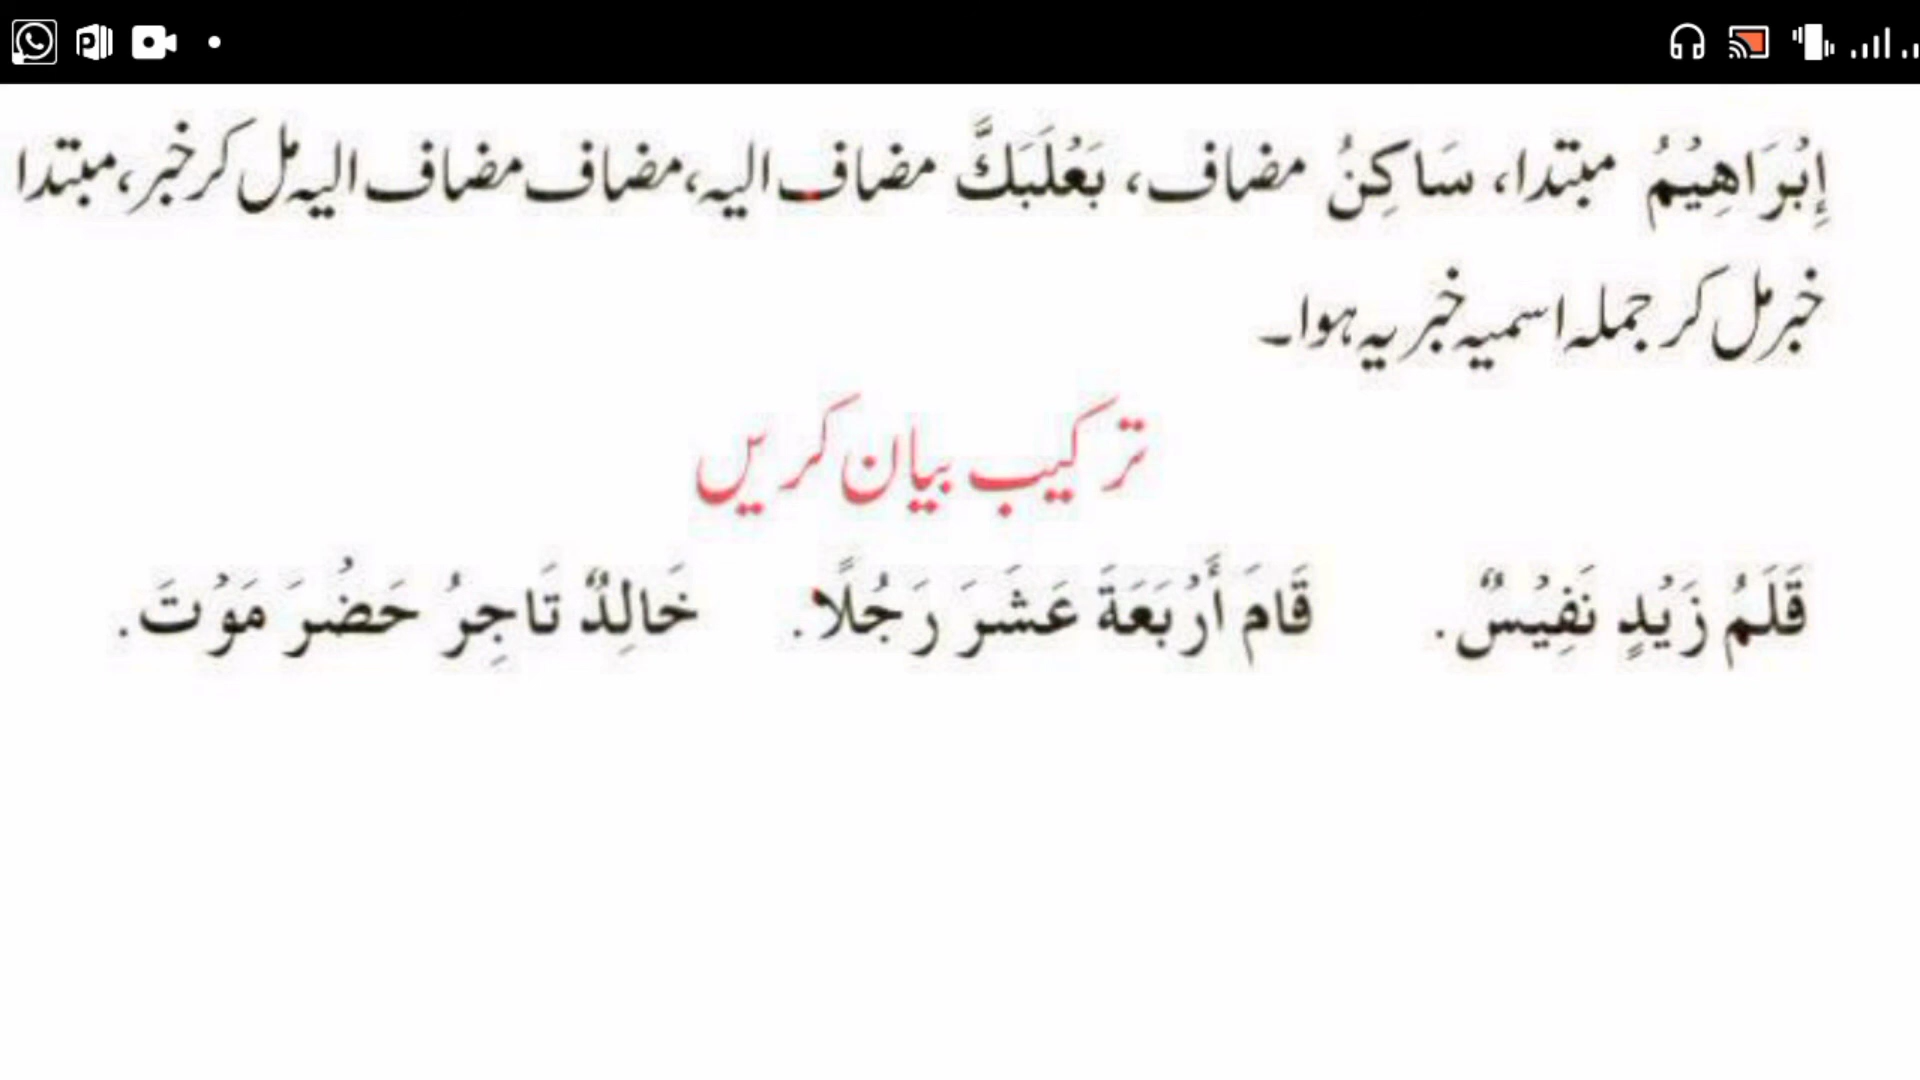 إِبْرَاهِيْمُ مبتدا، سَاكِنُ مضاف، بَعْلَبَكَّ مضاف الیہ، مضاف مضاف الیہ مل کر خبر، مبتدا
خبر مل کر جملہ اسمیہ خبریہ ہوا۔
ترکیب بیان کریں
قَلَمُ زَيْدٍ نَفِيْسٌ. قَامَ أَرْبَعَةَ عَشَرَ رَجُلًا. خَالِدٌ تَاجِرُ حَضْرَ مَوْتَ.